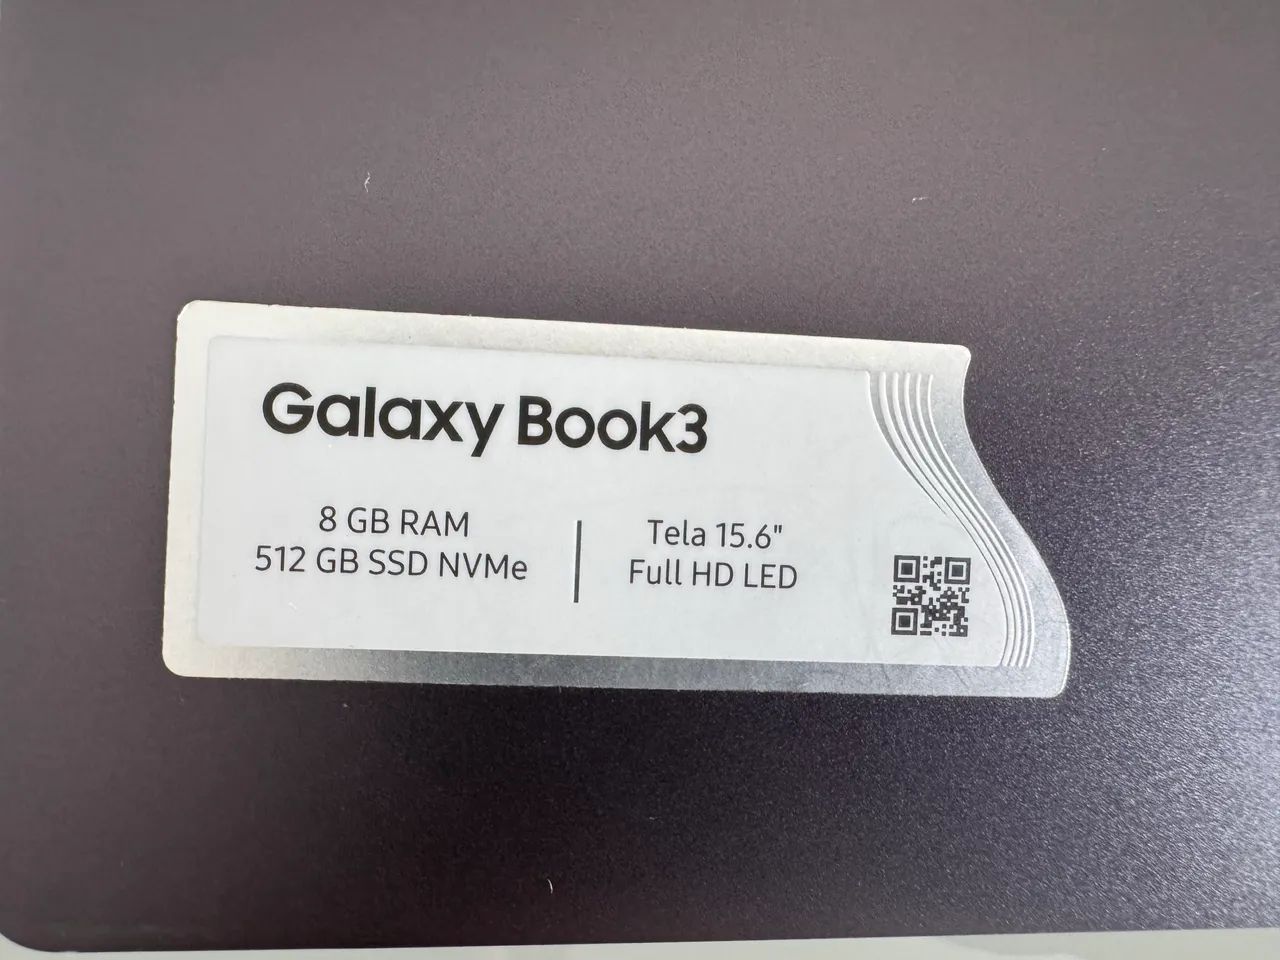 Galaxy Book3
8 GB RAM
512 GB SSD NVMe
Tela 15.6"
Full HD LED